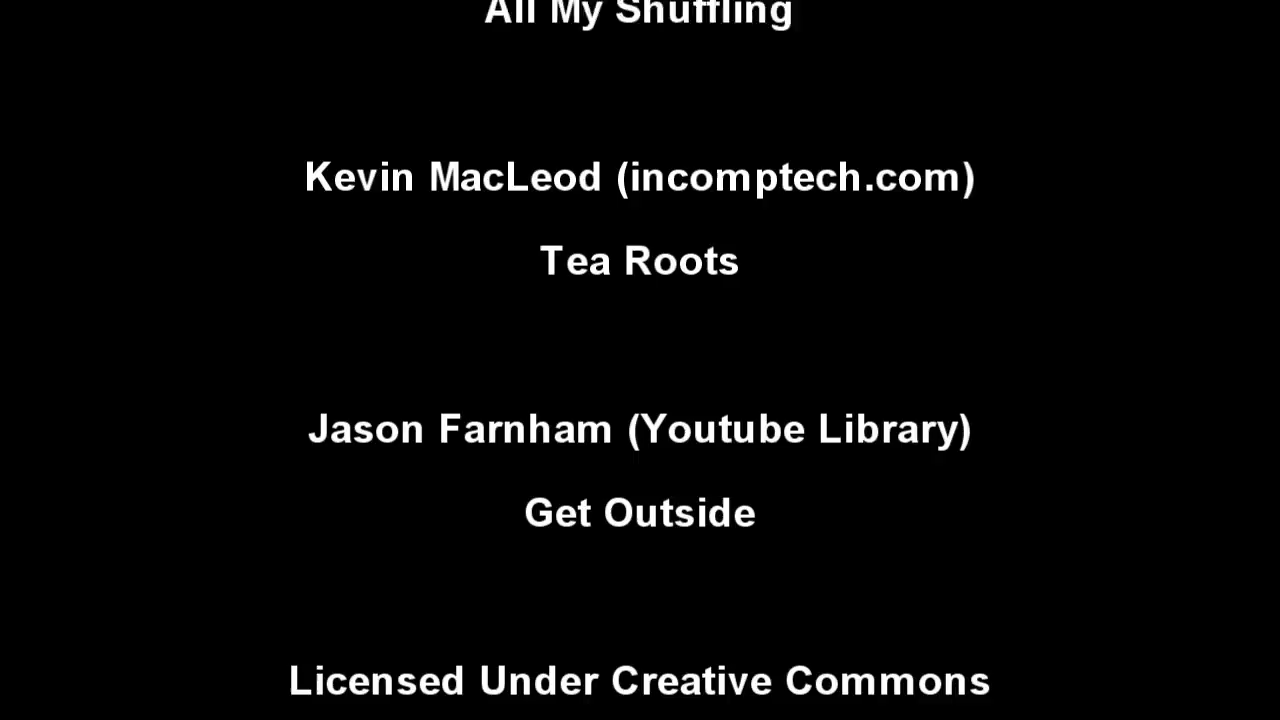 All My Shuffling
Kevin MacLeod (incomptech.com)
Tea Roots
Jason Farnham (Youtube Library)
Get Outside
Licensed Under Creative Commons